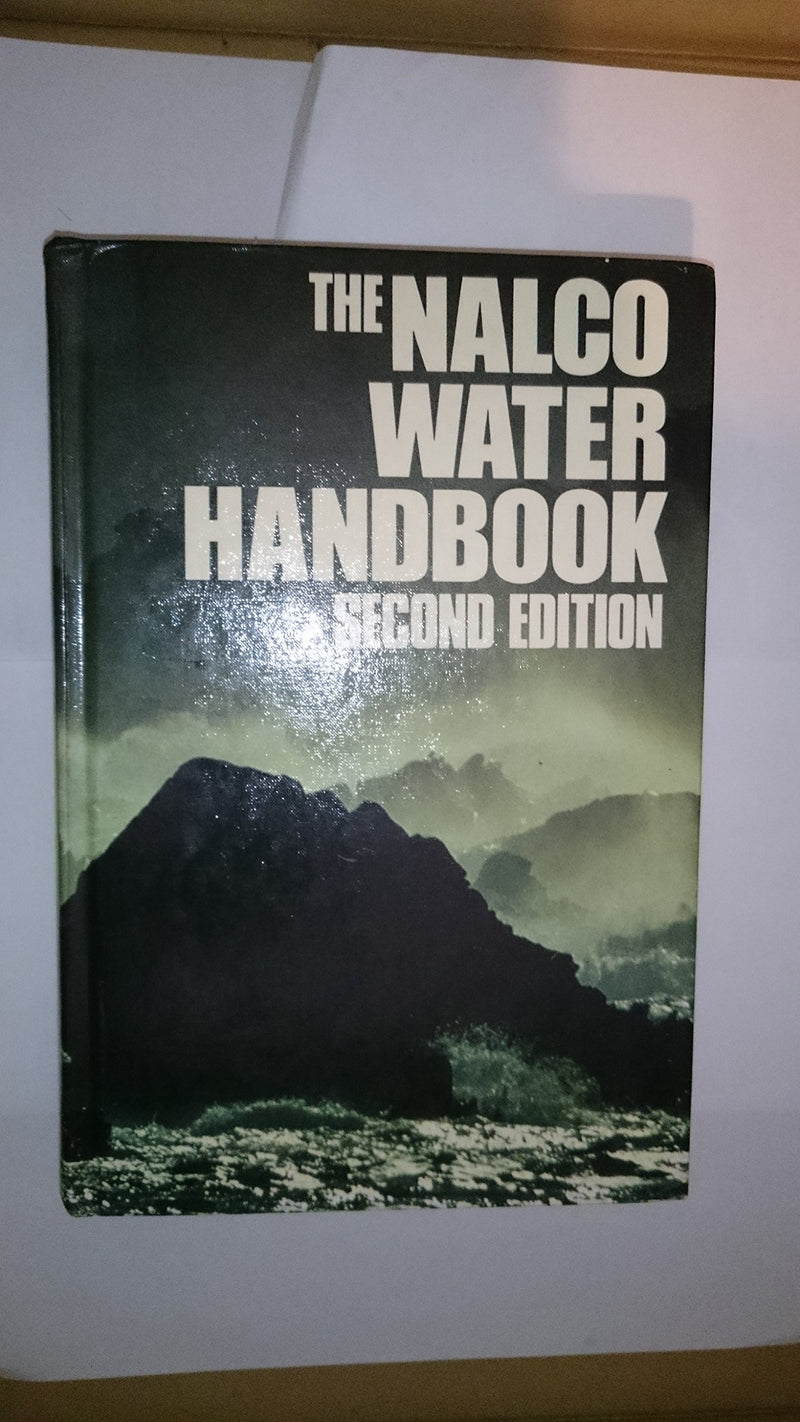 THE NALCO
WATER
HANDBOOK
SECOND EDITION